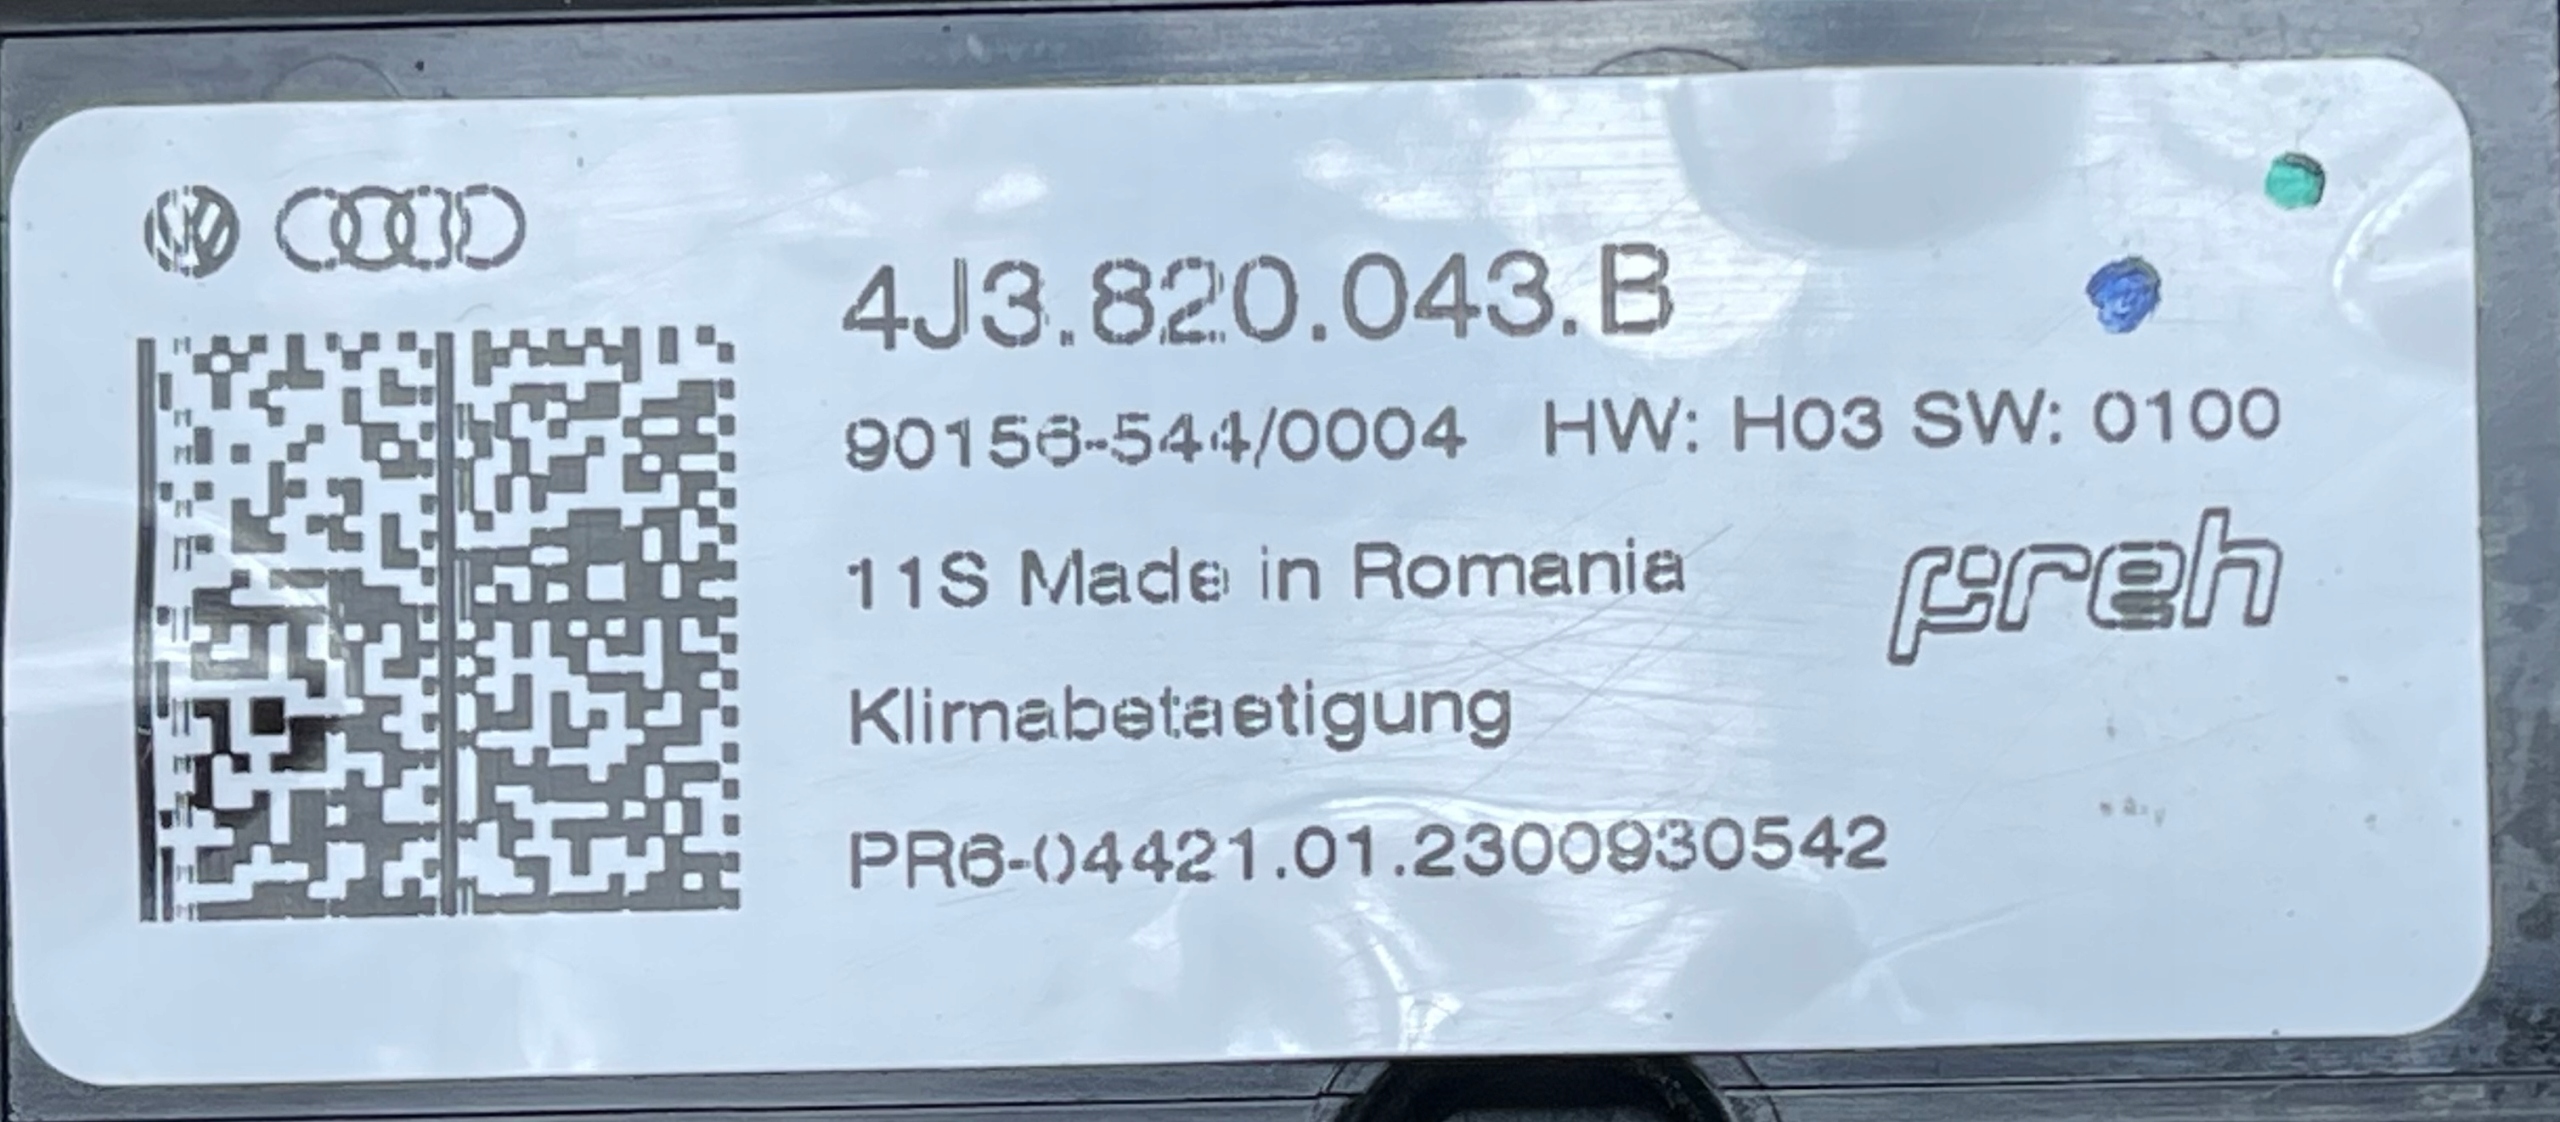 4J3.820.043.B
90156-544/0004 HW: H03 SW: 0100
11S Made in Romania
preh
Klimabetaetigung
PR6-04421.01.2300930542